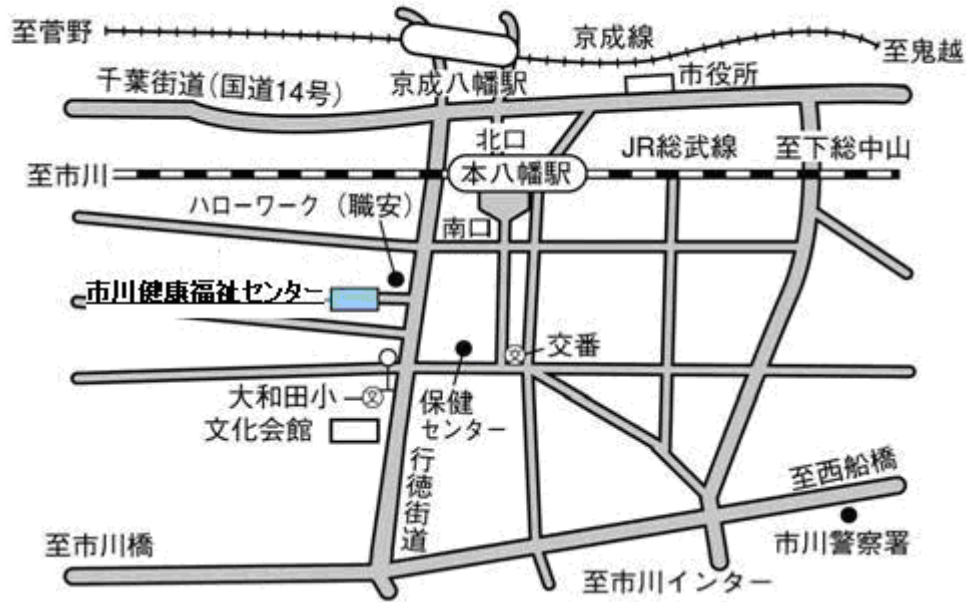 至菅野
京成線
至鬼越
京成八幡駅
市役所
千葉街道(国道14号)
北口
JR総武線
至下総中山
至市川
本八幡駅
ハローワーク (職安)
南口
市川健康福祉センター
文
交番
大和田小
文
保健
センター
文化会館
行徳街道
至西船橋
至市川橋
市川警察署
至市川インター